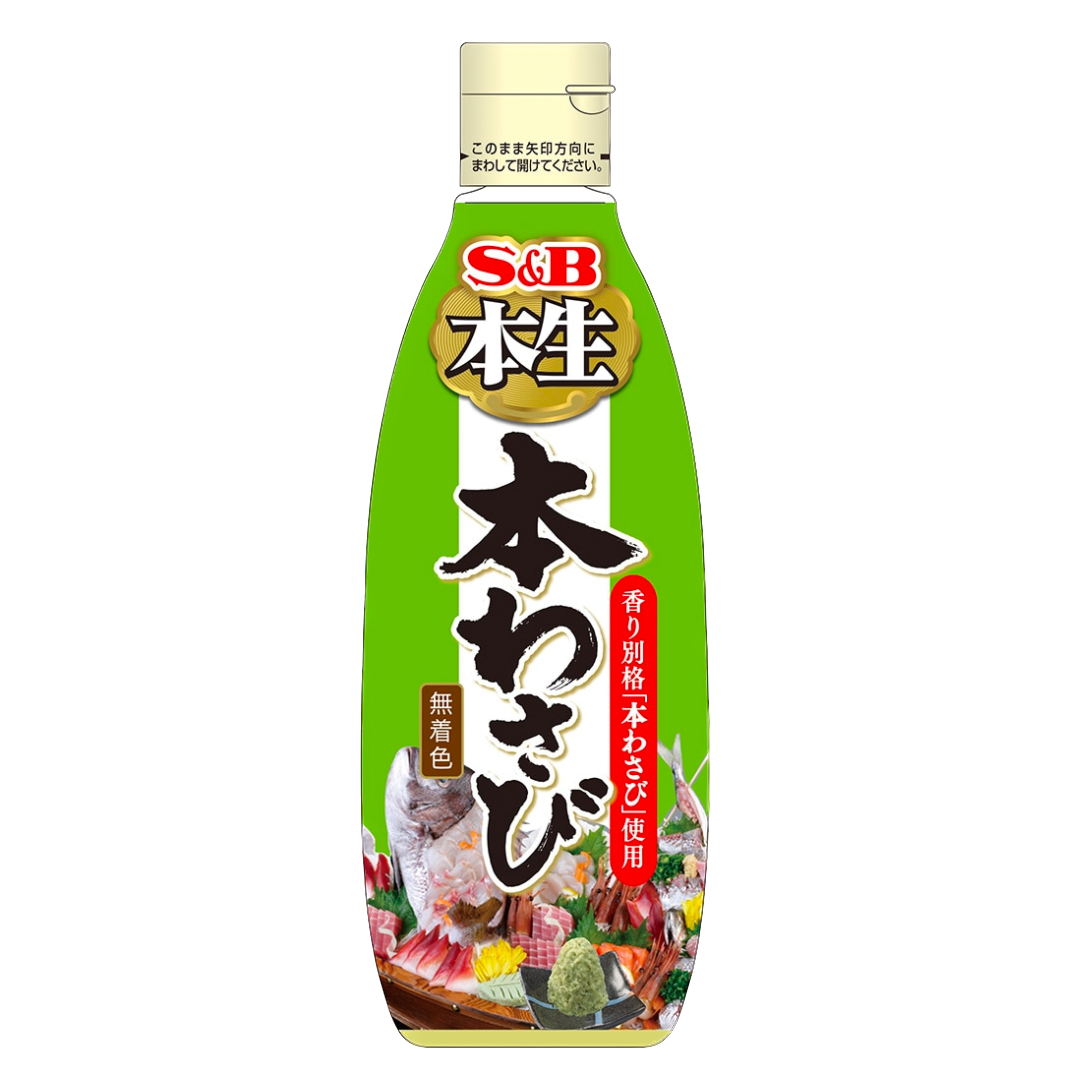 このまま矢印方向に
まわして開けてください。
S&B
本生
本わさび
香り別格「本わさび」使用
無着色